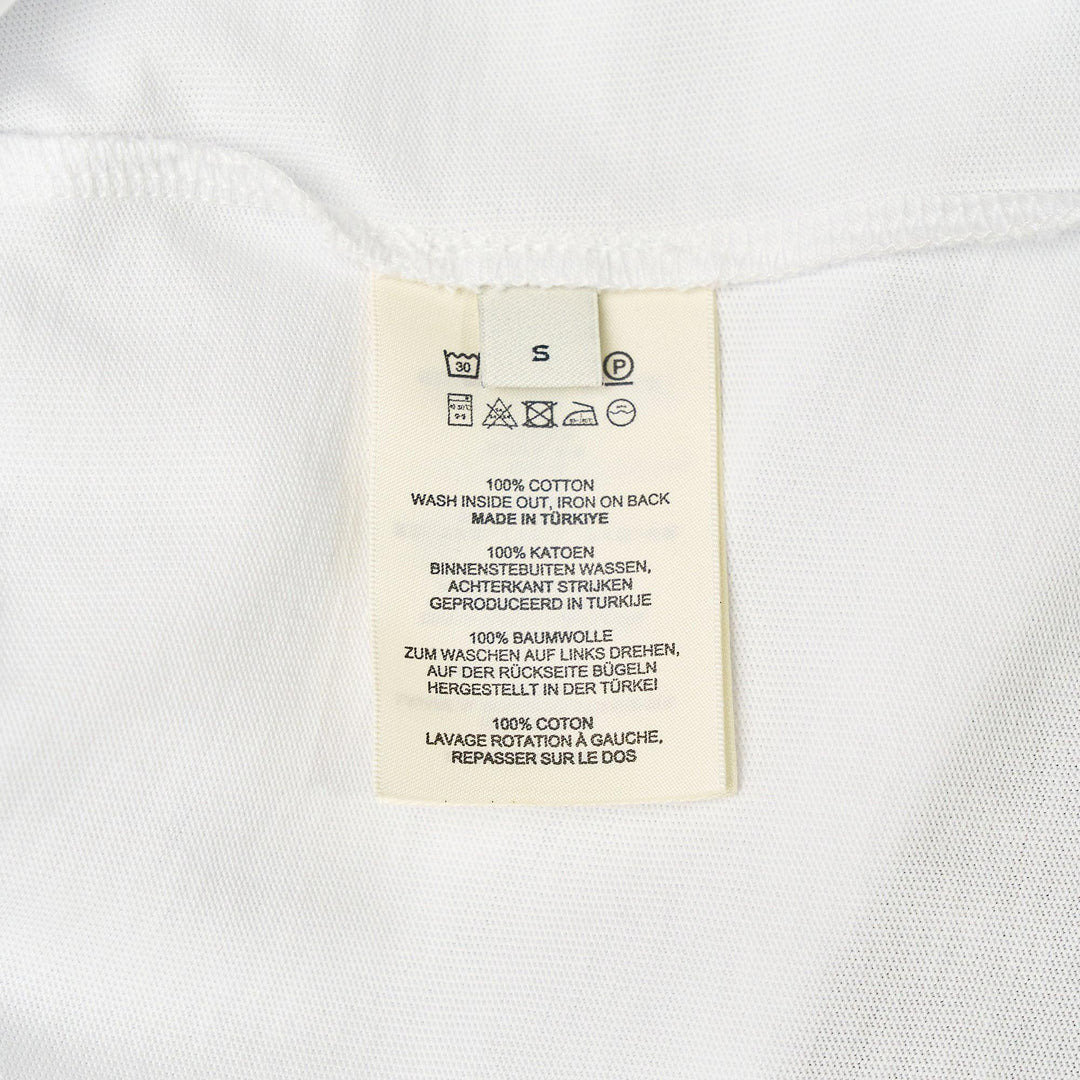 S
30
P
100% COTTON
WASH INSIDE OUT, IRON ON BACK
MADE IN TÜRKIYE
100% KATOEN
BINNENSTEBUITEN WASSEN,
ACHTERKANT STRIJKEN
GEPRODUCEERD IN TURKIJE
100% BAUMWOLLE
ZUM WASCHEN AUF LINKS DREHEN,
AUF DER RÜCKSEITE BÜGELN
HERGESTELLT IN DER TÜRKEI
100% COTON
LAVAGE ROTATION À GAUCHE,
REPASSER SUR LE DOS